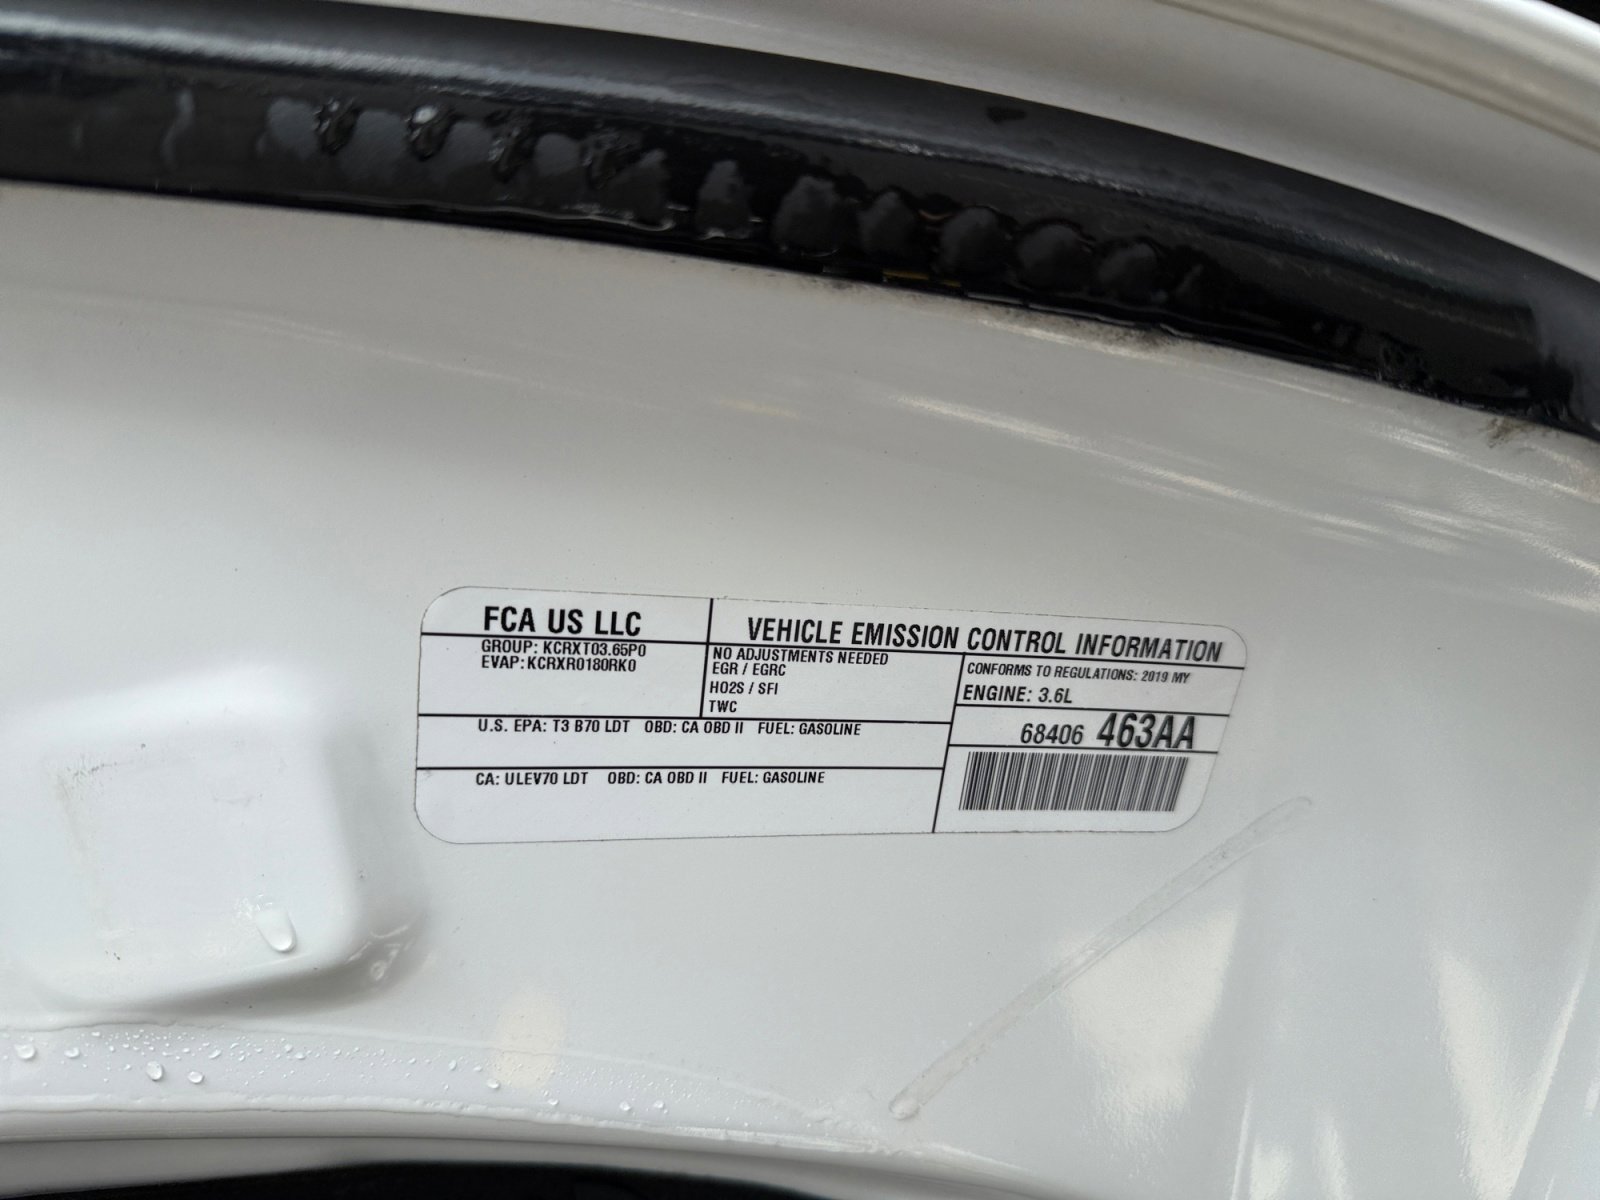 FCA US LLC
GROUP: KCRXT03.65P0
EVAP: KCRXR0180RK0
VEHICLE EMISSION CONTROL INFORMATION
NO ADJUSTMENTS NEEDED
EGR / EGRC
HO2S / SFI
TWC
CONFORMS TO REGULATIONS: 2019 MY
ENGINE: 3.6L
U.S. EPA: T3 B70 LDT OBD: CA OBD II FUEL: GASOLINE
68406 463AA
CA: ULEV70 LDT OBD: CA OBD II FUEL: GASOLINE